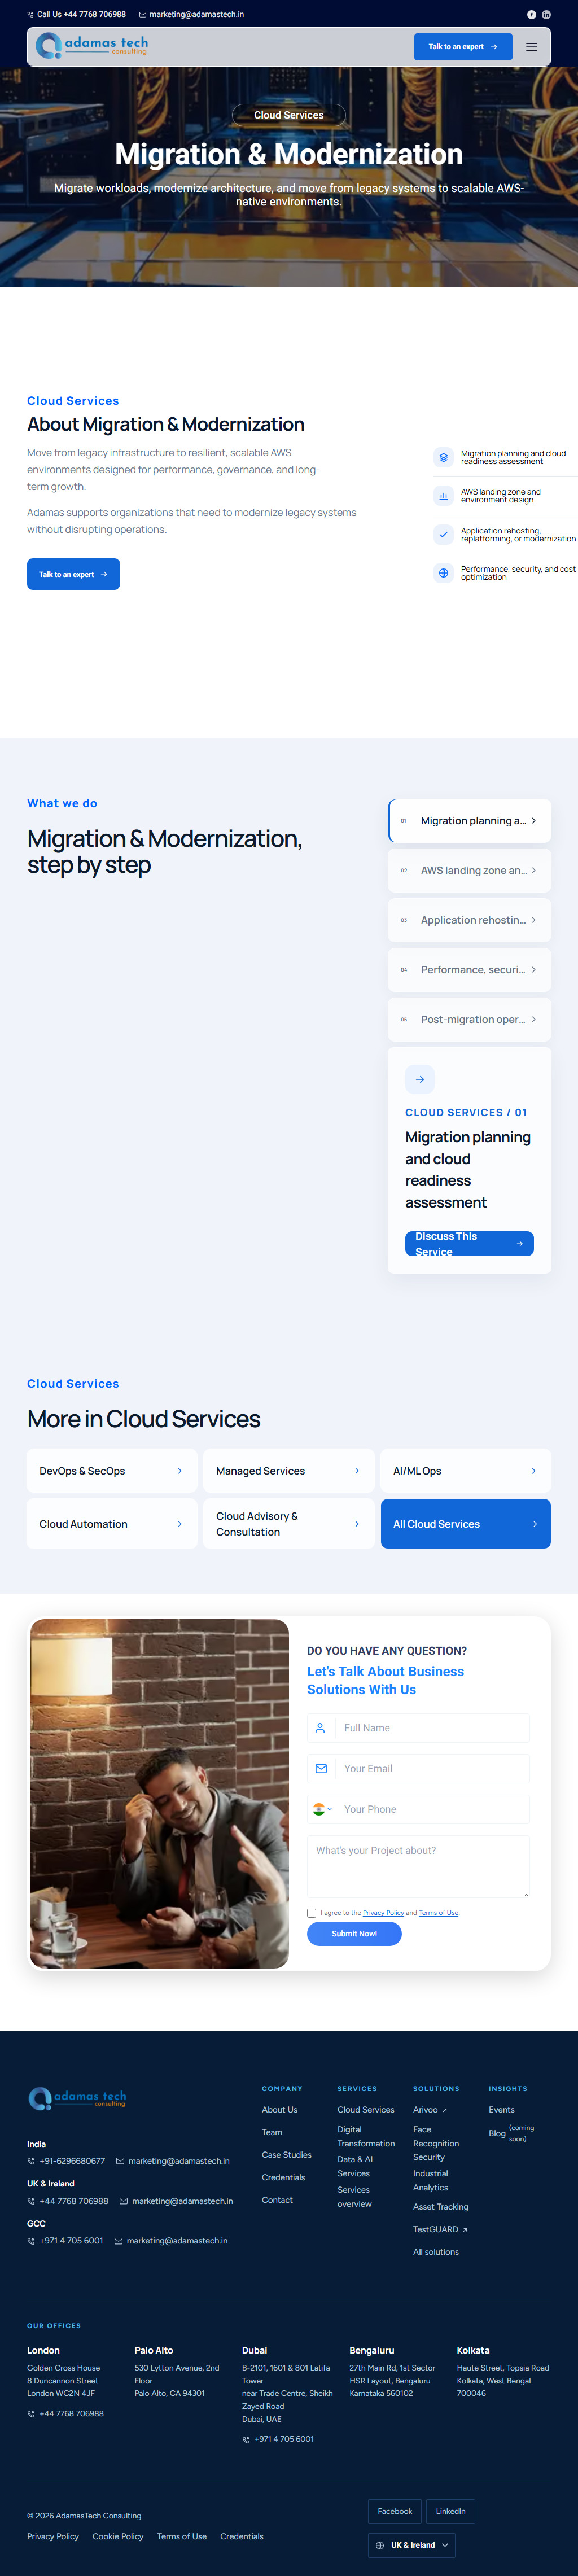 Call Us +44 7768 706988 marketing@adamastech.in
adamas tech
consulting
Talk to an expert
Cloud Services
Migration & Modernization
Migrate workloads, modernize architecture, and move from legacy systems to scalable AWS-
native environments.
Cloud Services
About Migration & Modernization
Move from legacy infrastructure to resilient, scalable AWS
environments designed for performance, governance, and long-
term growth.
Adamas supports organizations that need to modernize legacy systems
without disrupting operations.
Talk to an expert
Migration planning and cloud
readiness assessment
AWS landing zone and
environment design
Application rehosting,
replatforming, or modernization
Performance, security, and cost
optimization
What we do
Migration & Modernization,
step by step
01 Migration planning a...
02 AWS landing zone an...
03 Application rehostin...
04 Performance, securi...
05 Post-migration oper...
CLOUD SERVICES / 01
Migration planning
and cloud
readiness
assessment
Discuss This
Service
Cloud Services
More in Cloud Services
DevOps & SecOps
Managed Services
AI/ML Ops
Cloud Automation
Cloud Advisory &
Consultation
All Cloud Services
DO YOU HAVE ANY QUESTION?
Let's Talk About Business
Solutions With Us
Full Name
Your Email
Your Phone
What's your Project about?
I agree to the Privacy Policy and Terms of Use.
Submit Now!
adamas tech
consulting
India
+91-6296680677 marketing@adamastech.in
UK & Ireland
+44 7768 706988 marketing@adamastech.in
GCC
+971 4 705 6001 marketing@adamastech.in
COMPANY
About Us
Team
Case Studies
Credentials
Contact
SERVICES
Cloud Services
Digital
Transformation
Data & AI
Services
Services
overview
SOLUTIONS
Arivoo
Face
Recognition
Security
Industrial
Analytics
Asset Tracking
TestGUARD
All solutions
INSIGHTS
Events
Blog (coming
soon)
OUR OFFICES
London
Golden Cross House
8 Duncannon Street
London WC2N 4JF
+44 7768 706988
Palo Alto
530 Lytton Avenue, 2nd
Floor
Palo Alto, CA 94301
Dubai
B-2101, 1601 & 801 Latifa
Tower
near Trade Centre, Sheikh
Zayed Road
Dubai, UAE
+971 4 705 6001
Bengaluru
27th Main Rd, 1st Sector
HSR Layout, Bengaluru
Karnataka 560102
Kolkata
Haute Street, Topsia Road
Kolkata, West Bengal
700046
© 2026 AdamasTech Consulting
Privacy Policy Cookie Policy Terms of Use Credentials
Facebook LinkedIn
UK & Ireland